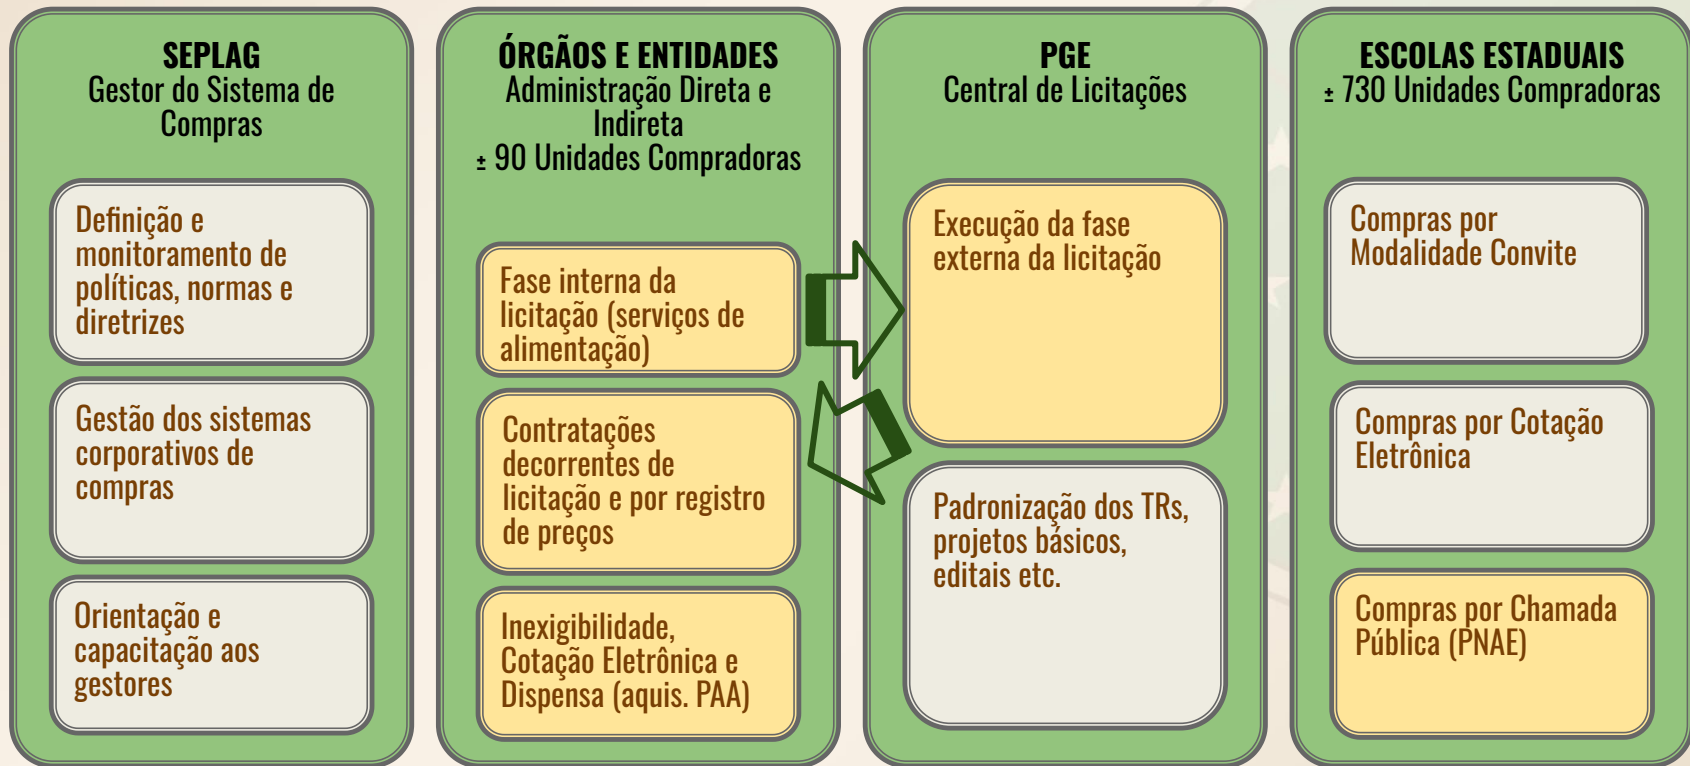 SEPLAG
Gestor do Sistema de
Compras
Definição e
monitoramento de
políticas, normas e
diretrizes
Gestão dos sistemas
corporativos de
compras
Orientação e
capacitação aos
gestores
ÓRGÃOS E ENTIDADES
Administração Direta e
Indireta
± 90 Unidades Compradoras
Fase interna da
licitação (serviços de
alimentação)
Contratações
decorrentes de
licitação e por registro
de preços
Inexigibilidade,
Cotação Eletrônica e
Dispensa (aquis. PAA)
PGE
Central de Licitações
Execução da fase
externa da licitação
Padronização dos TRs,
projetos básicos,
editais etc.
ESCOLAS ESTADUAIS
± 730 Unidades Compradoras
Compras por
Modalidade Convite
Compras por Cotação
Eletrônica
Compras por Chamada
Pública (PNAE)